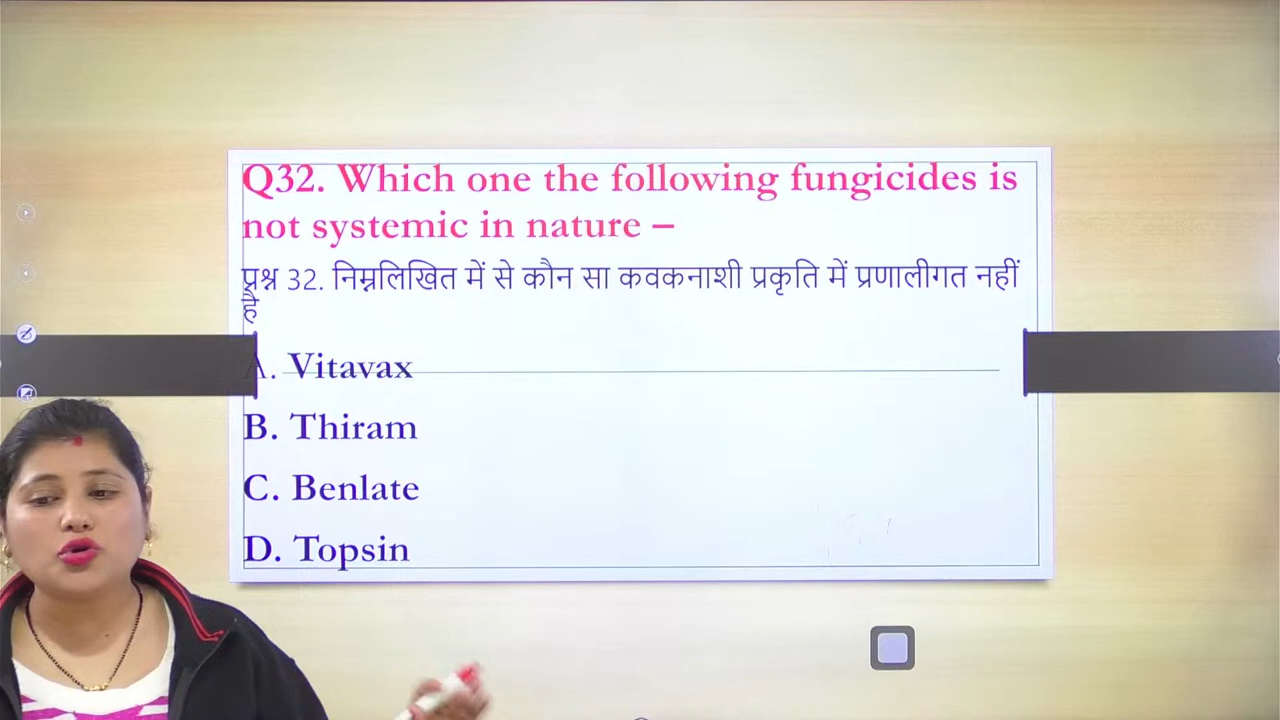 Q32. Which one the following fungicides is
not systemic in nature –
प्रश्न 32. निम्नलिखित में से कौन सा कवकनाशी प्रकृति में प्रणालीगत नहीं
है
A. Vitavax
B. Thiram
C. Benlate
D. Topsin